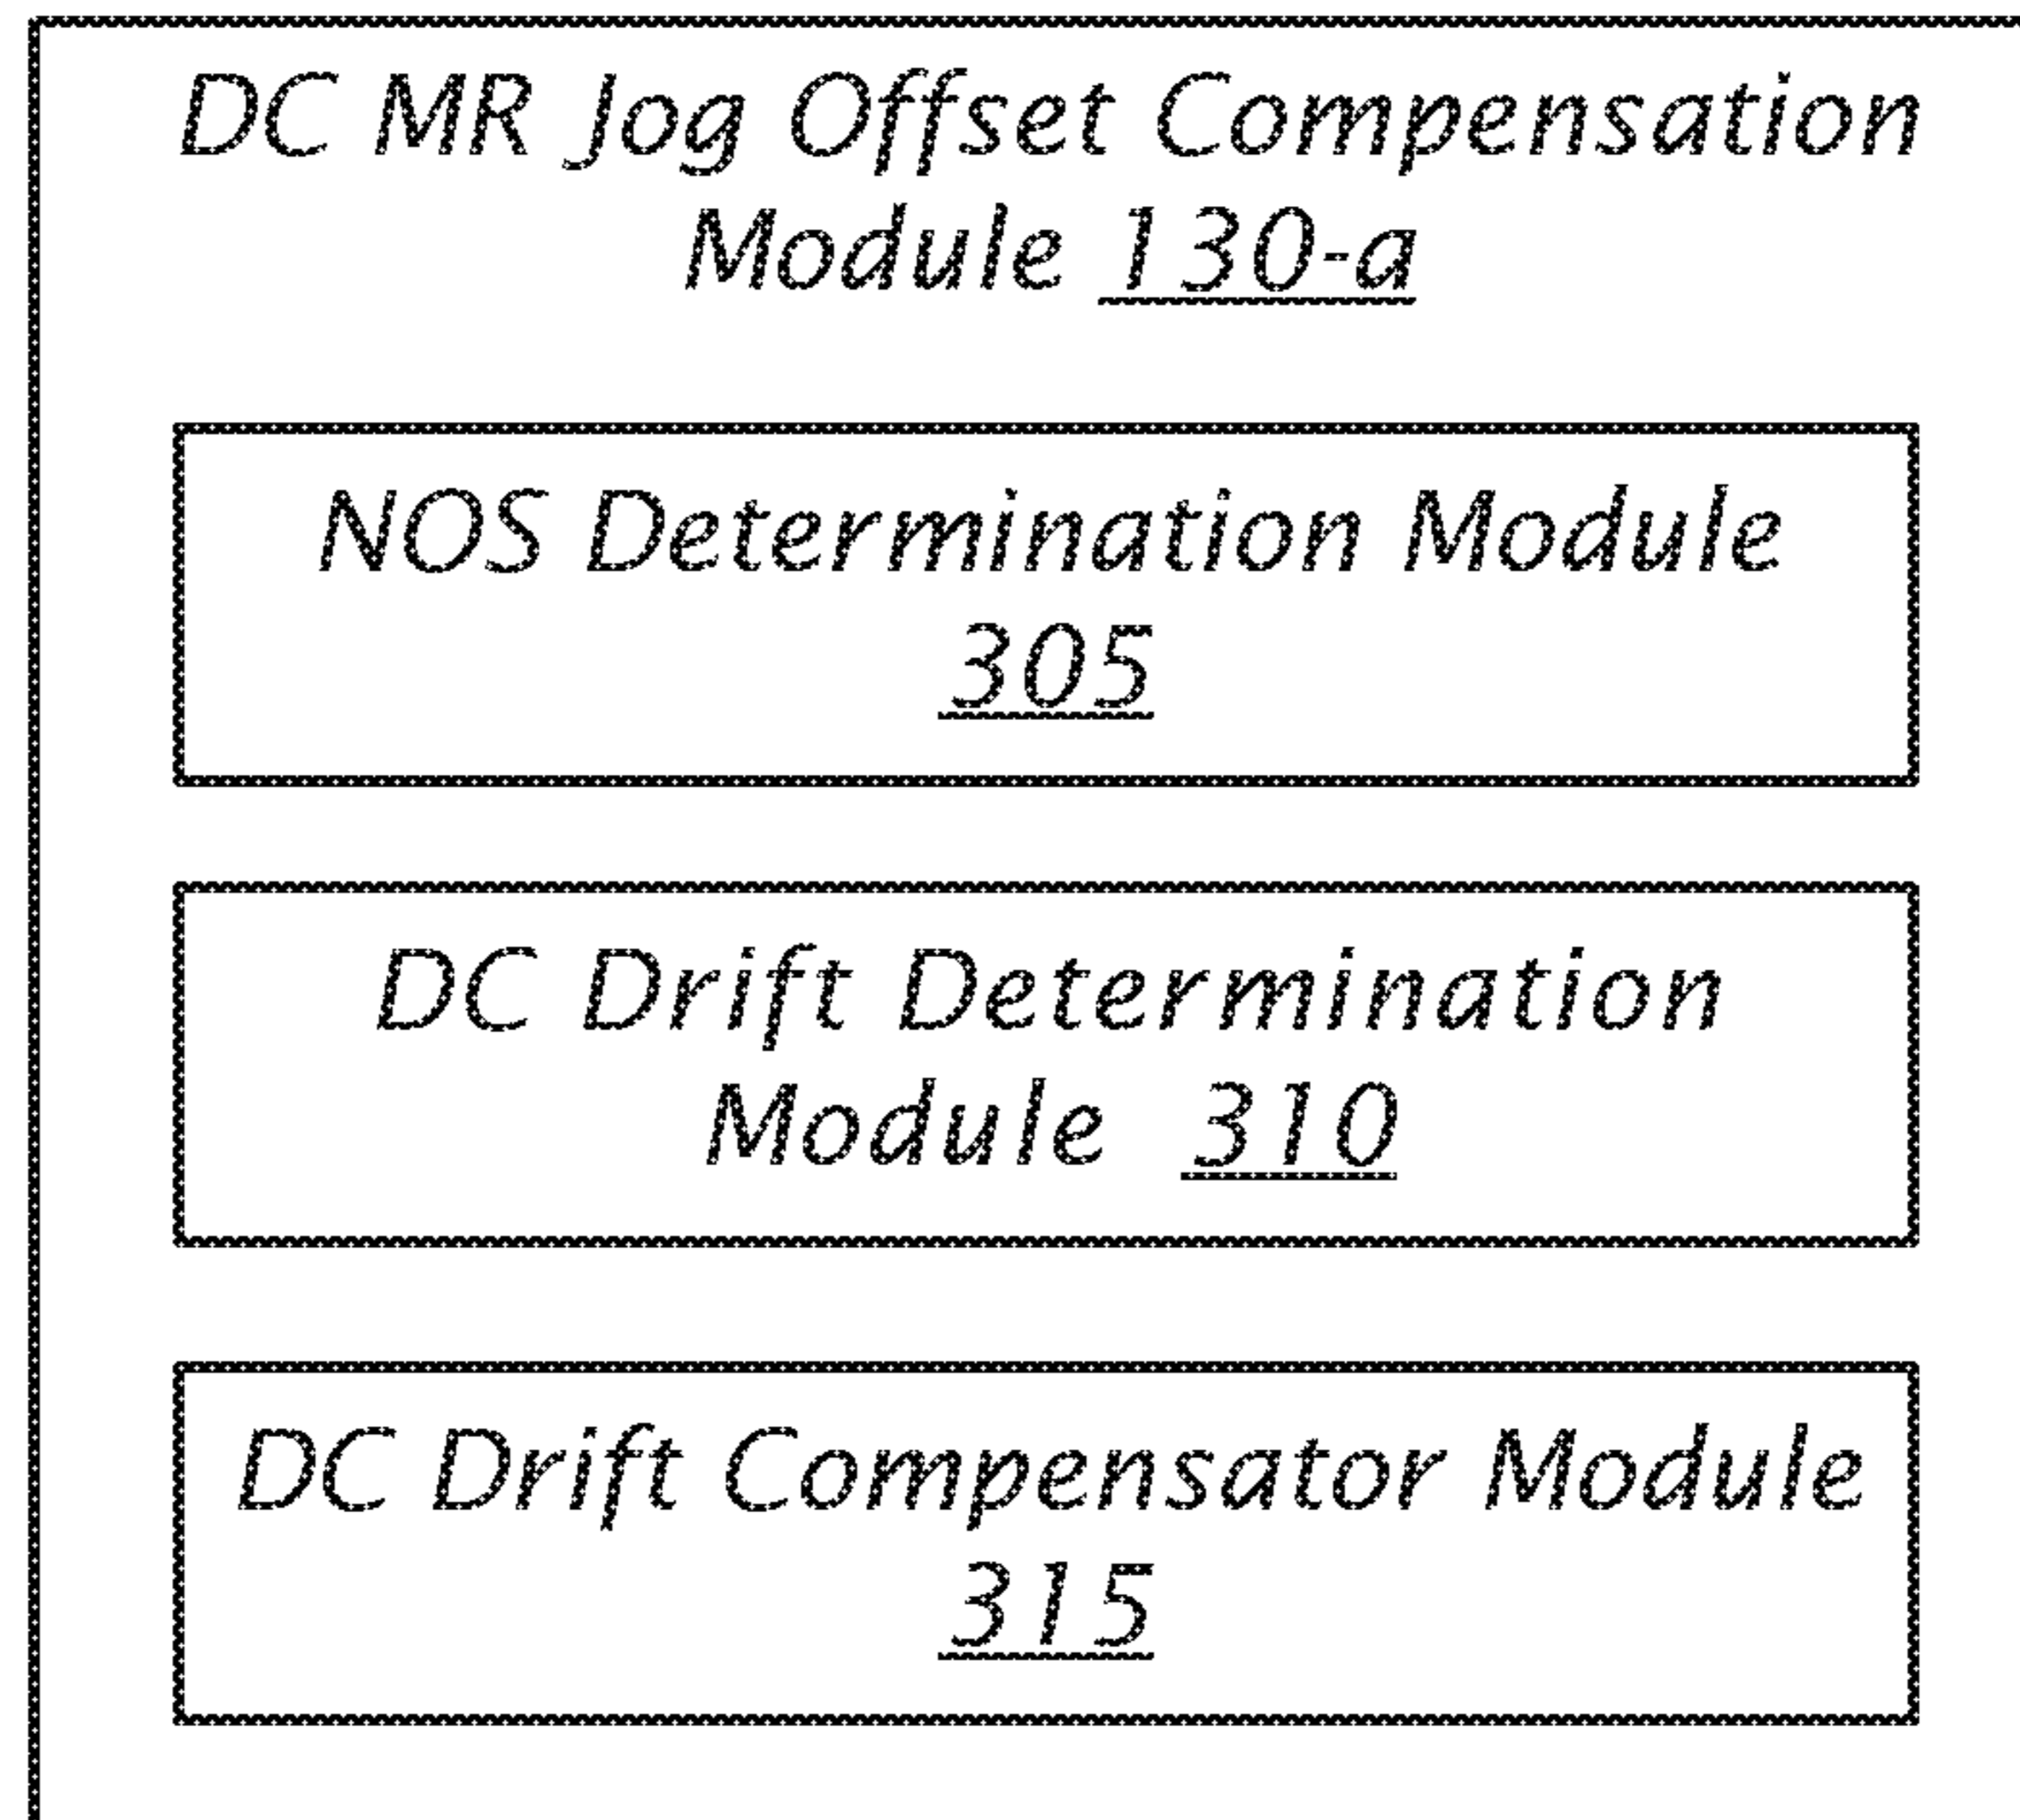 DC MR Jog Offset Compensation
Module 130-a
NOS Determination Module
305
DC Drift Determination
Module 310
DC Drift Compensator Module
315